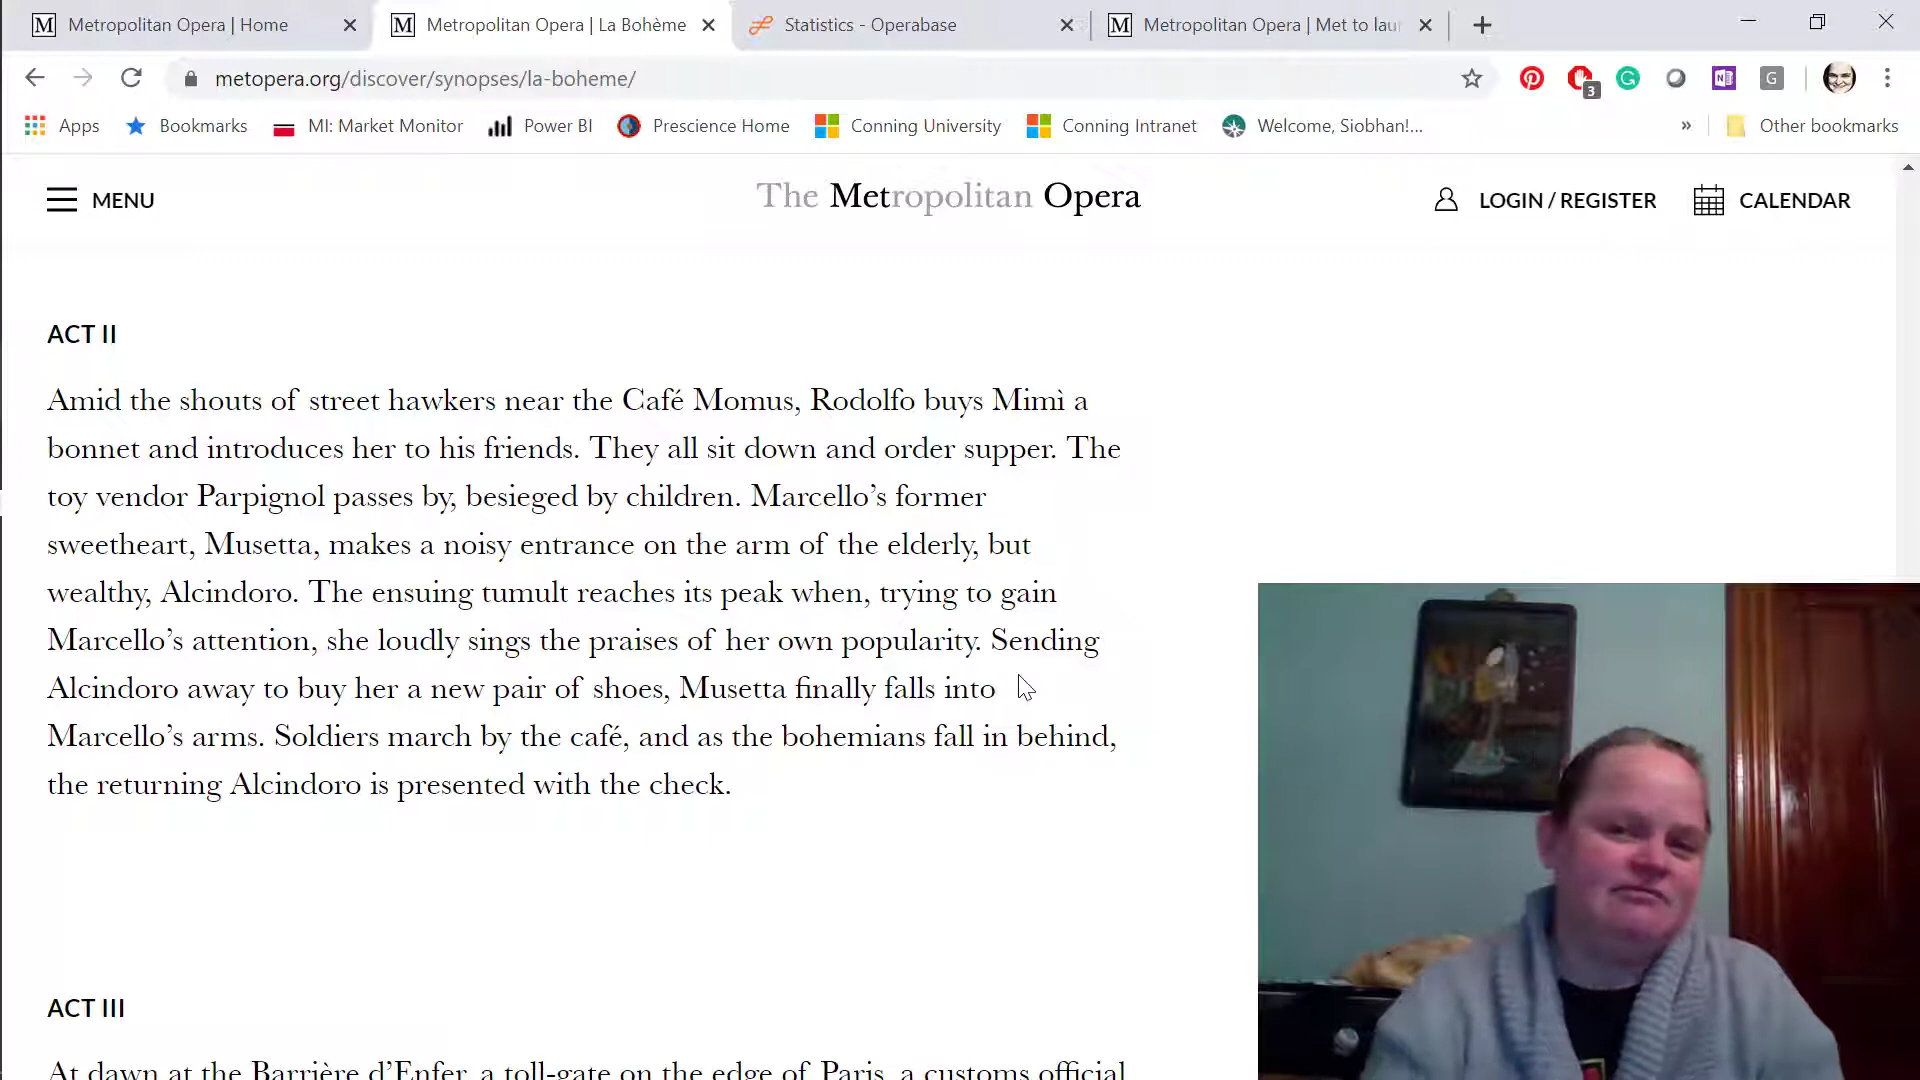 Metropolitan Opera | Home
Metropolitan Opera | La Bohème
Statistics - Operabase
Metropolitan Opera | Met to lau
metopera.org/discover/synopses/la-boheme/
3
G
N
G
Apps
Bookmarks
MI: Market Monitor
Power BI
Prescience Home
Conning University
Conning Intranet
Welcome, Siobhan!...
»
Other bookmarks
MENU
The Metropolitan Opera
LOGIN / REGISTER
CALENDAR
ACT II
Amid the shouts of street hawkers near the Café Momus, Rodolfo buys Mimì a
bonnet and introduces her to his friends. They all sit down and order supper. The
toy vendor Parpignol passes by, besieged by children. Marcello’s former
sweetheart, Musetta, makes a noisy entrance on the arm of the elderly, but
wealthy, Alcindoro. The ensuing tumult reaches its peak when, trying to gain
Marcello’s attention, she loudly sings the praises of her own popularity. Sending
Alcindoro away to buy her a new pair of shoes, Musetta finally falls into
Marcello’s arms. Soldiers march by the café, and as the bohemians fall in behind,
the returning Alcindoro is presented with the check.
ACT III
At dawn at the Barrière d’Enfer, a toll-gate on the edge of Paris, a customs official